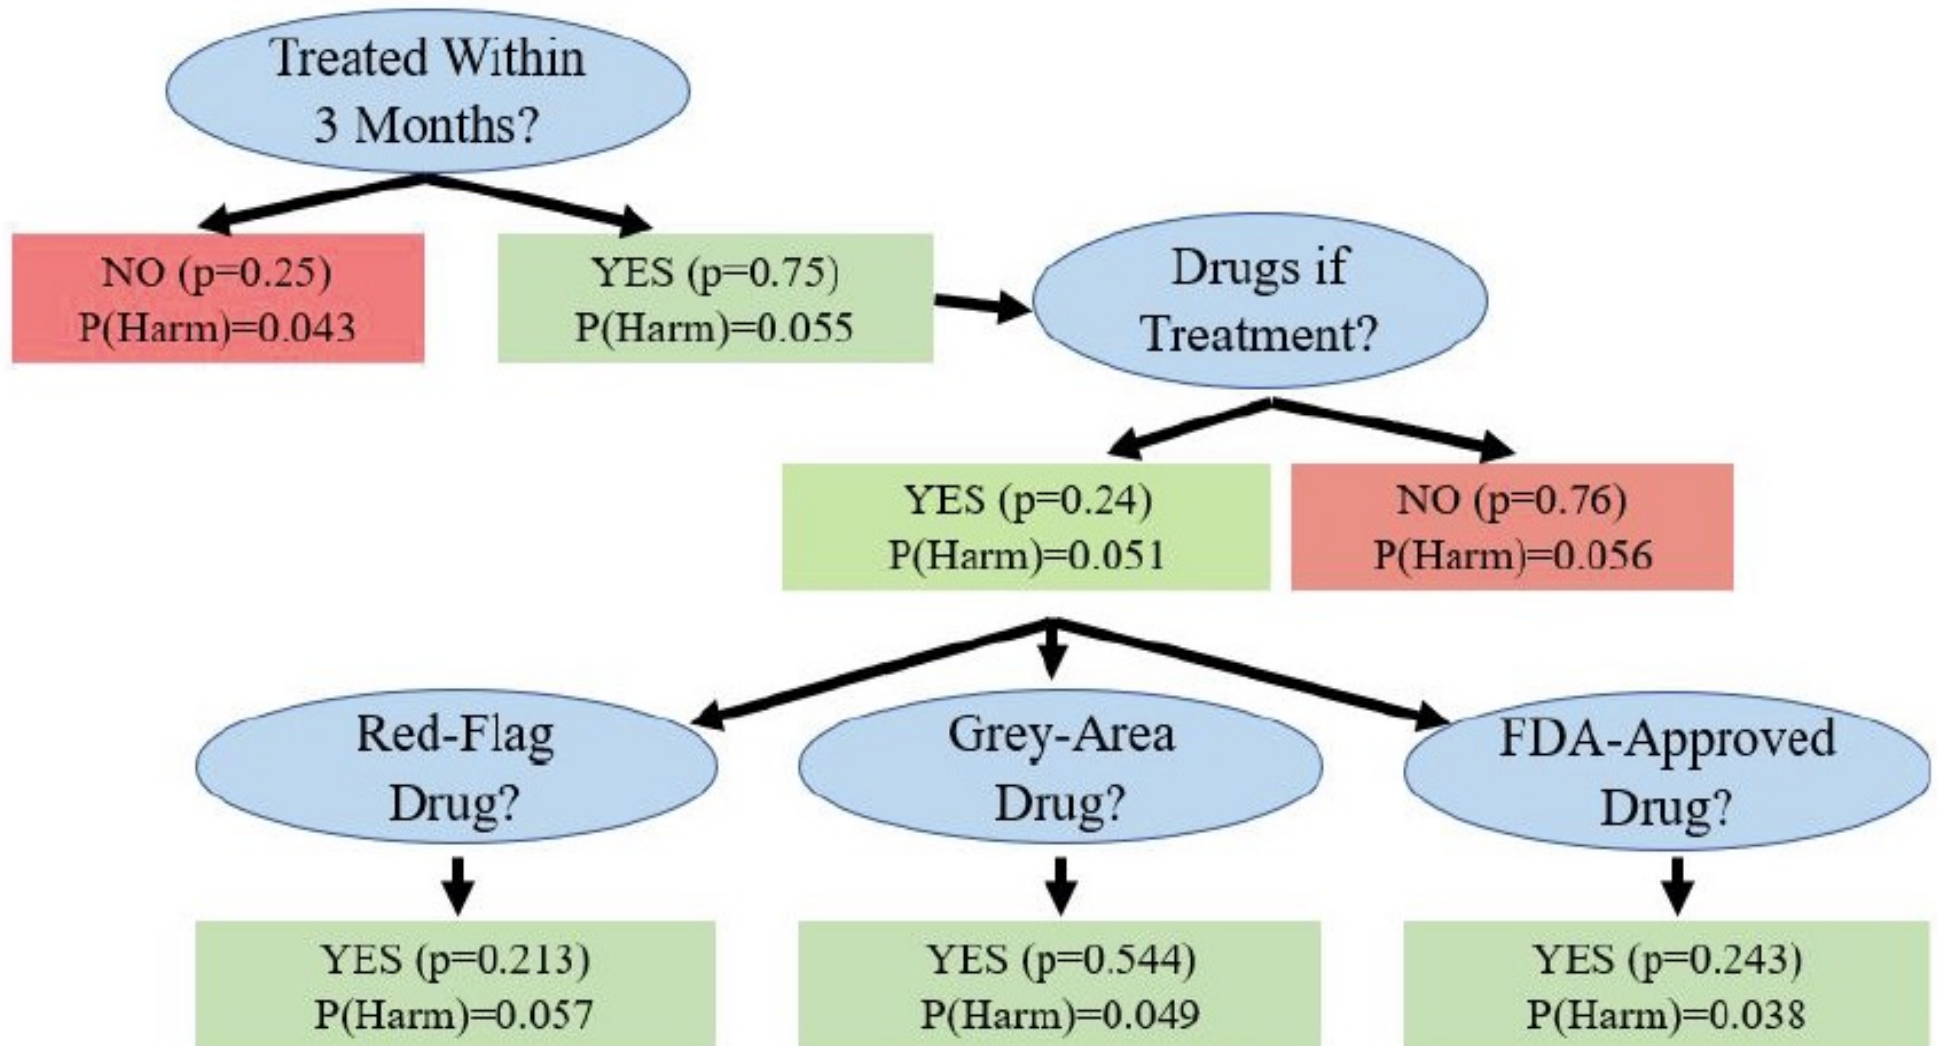 Treated Within
3 Months?
NO (p=0.25)
P(Harm)=0.043
YES (p=0.75)
P(Harm)=0.055
Drugs if
Treatment?
YES (p=0.24)
P(Harm)=0.051
NO (p=0.76)
P(Harm)=0.056
Red-Flag
Drug?
Grey-Area
Drug?
FDA-Approved
Drug?
YES (p=0.213)
P(Harm)=0.057
YES (p=0.544)
P(Harm)=0.049
YES (p=0.243)
P(Harm)=0.038